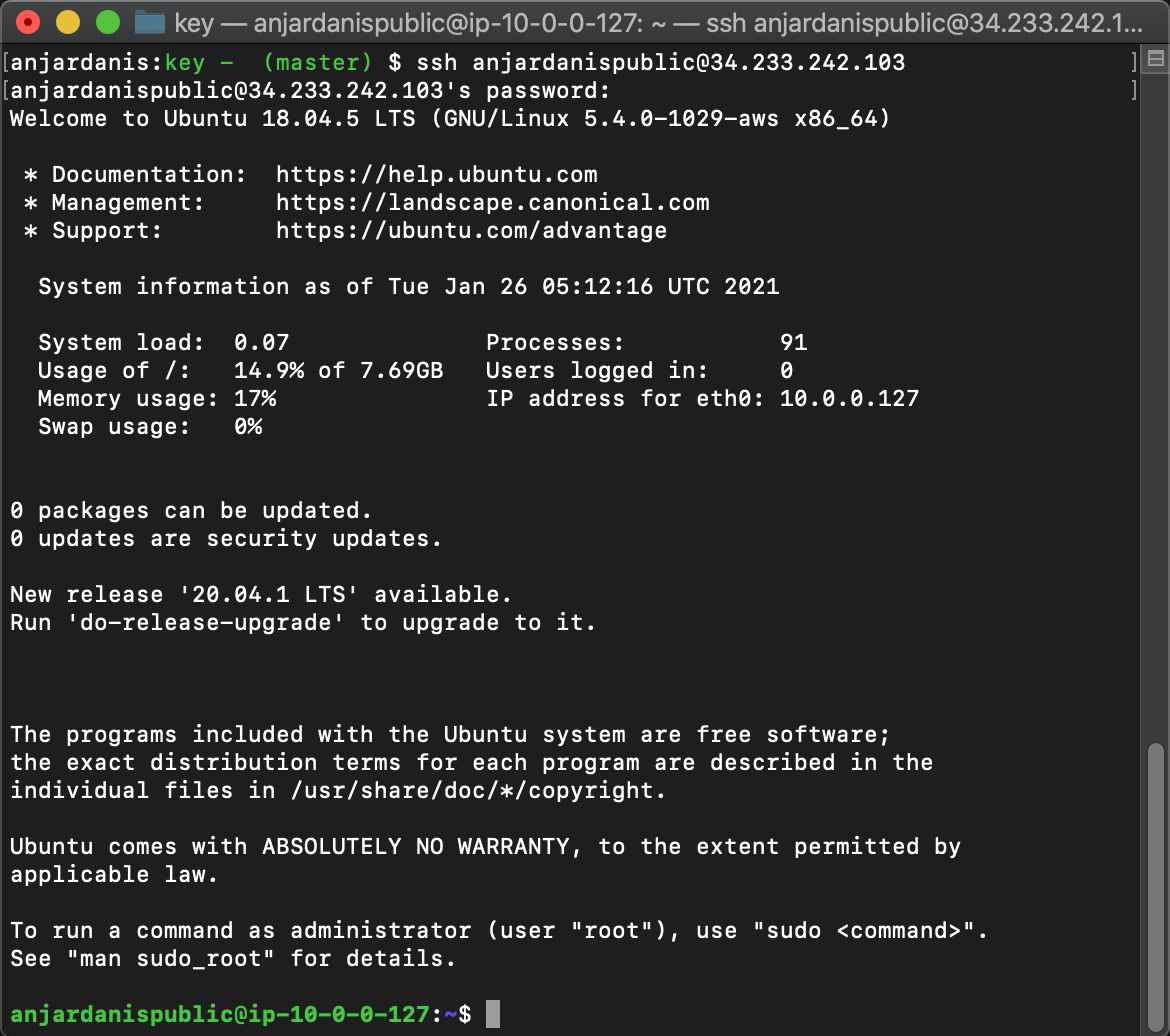 key — anjardanispublic@ip-10-0-0-127: ~ — ssh anjardanispublic@34.233.242.1...
[anjardanis:key - (master) $ ssh anjardanispublic@34.233.242.103 ]
[anjardanispublic@34.233.242.103's password: ]
Welcome to Ubuntu 18.04.5 LTS (GNU/Linux 5.4.0-1029-aws x86_64)
* Documentation: https://help.ubuntu.com
* Management: https://landscape.canonical.com
* Support: https://ubuntu.com/advantage
System information as of Tue Jan 26 05:12:16 UTC 2021
System load: 0.07 Processes: 91
Usage of /: 14.9% of 7.69GB Users logged in: 0
Memory usage: 17% IP address for eth0: 10.0.0.127
Swap usage: 0%
0 packages can be updated.
0 updates are security updates.
New release '20.04.1 LTS' available.
Run 'do-release-upgrade' to upgrade to it.
The programs included with the Ubuntu system are free software;
the exact distribution terms for each program are described in the
individual files in /usr/share/doc/*/copyright.
Ubuntu comes with ABSOLUTELY NO WARRANTY, to the extent permitted by
applicable law.
To run a command as administrator (user "root"), use "sudo <command>".
See "man sudo_root" for details.
anjardanispublic@ip-10-0-0-127:~$